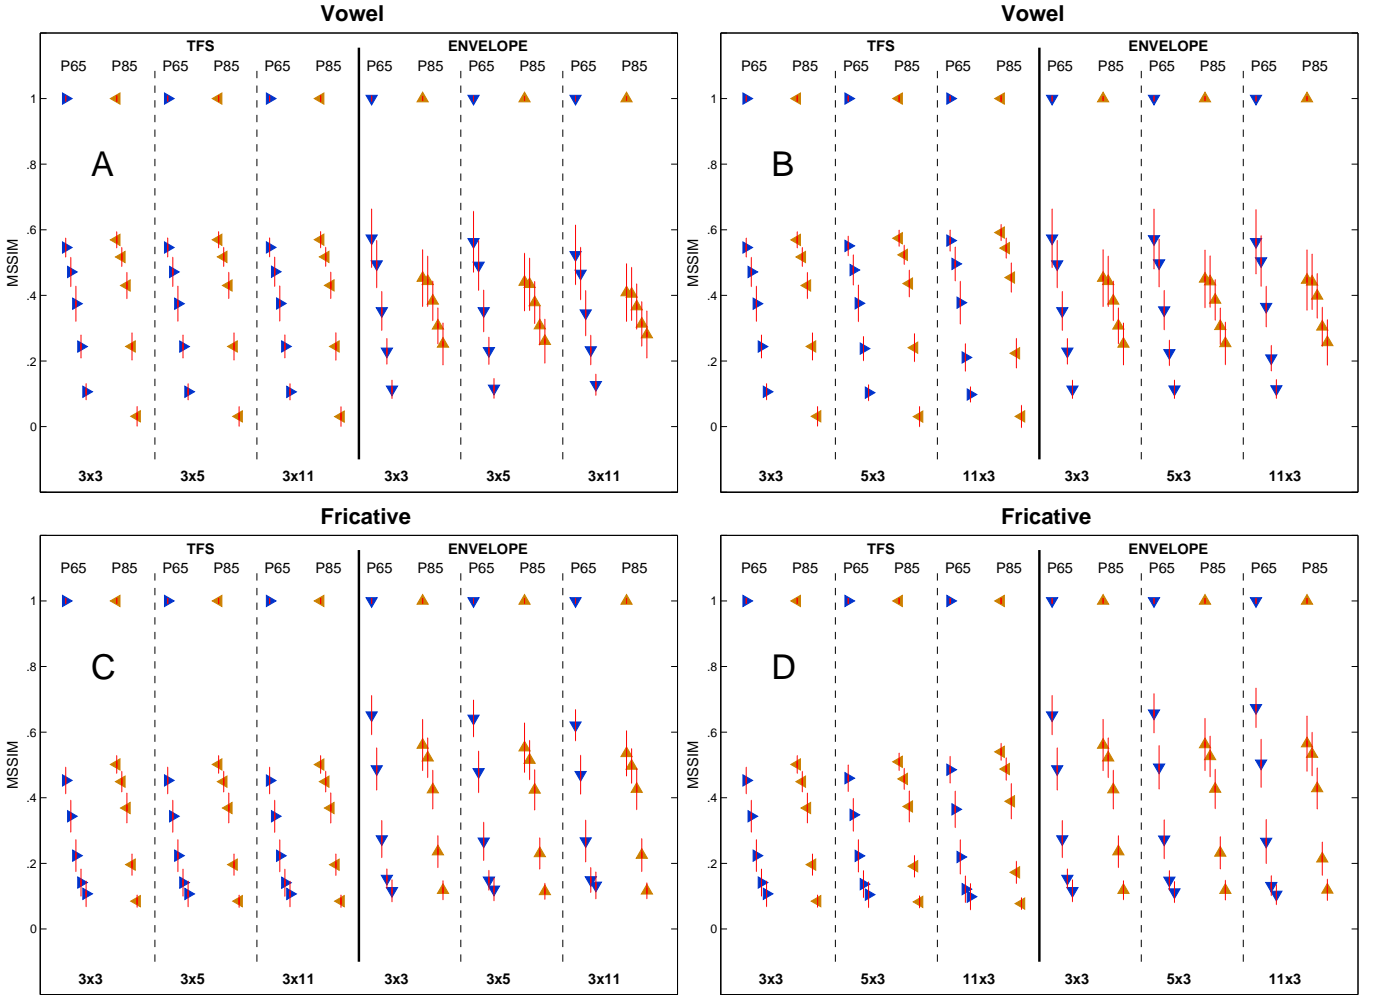 Vowel
TFS ENVELOPE
P65 P85 P65 P85 P65 P85 P65 P85 P65 P85 P65 P85
1
.8
A
.6
MSSIM
.4
.2
0
3x3 3x5 3x11 3x3 3x5 3x11
Vowel
TFS ENVELOPE
P65 P85 P65 P85 P65 P85 P65 P85 P65 P85 P65 P85
1
.8
B
.6
MSSIM
.4
.2
0
3x3 5x3 11x3 3x3 5x3 11x3
Fricative
TFS ENVELOPE
P65 P85 P65 P85 P65 P85 P65 P85 P65 P85 P65 P85
1
.8
C
.6
MSSIM
.4
.2
0
3x3 3x5 3x11 3x3 3x5 3x11
Fricative
TFS ENVELOPE
P65 P85 P65 P85 P65 P85 P65 P85 P65 P85 P65 P85
1
.8
D
.6
MSSIM
.4
.2
0
3x3 5x3 11x3 3x3 5x3 11x3